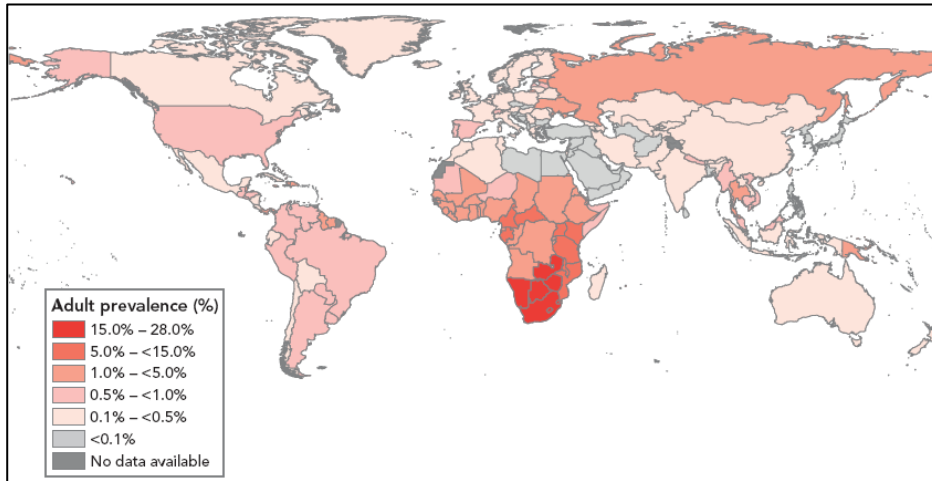 Adult prevalence (%)
15.0% – 28.0%
5.0% – <15.0%
1.0% – <5.0%
0.5% – <1.0%
0.1% – <0.5%
<0.1%
No data available